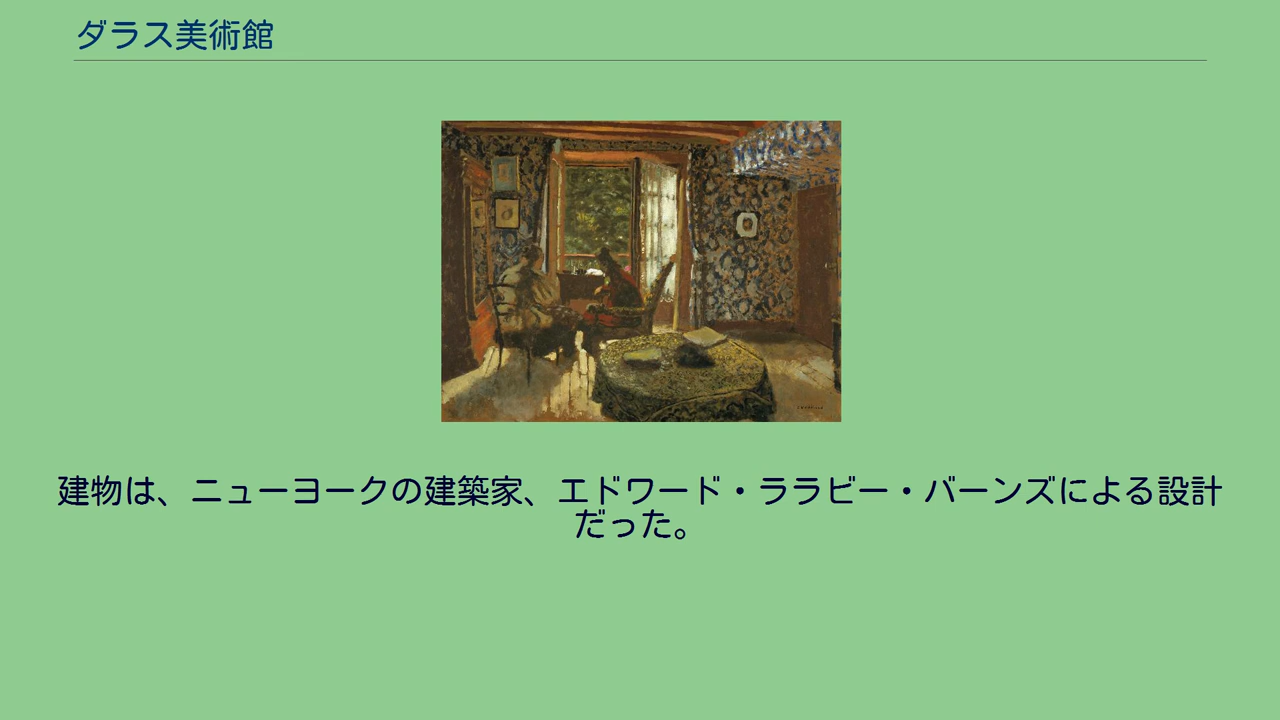 ダラス美術館
建物は、ニューヨークの建築家、エドワード・ララビー・バーンズによる設計
だった。